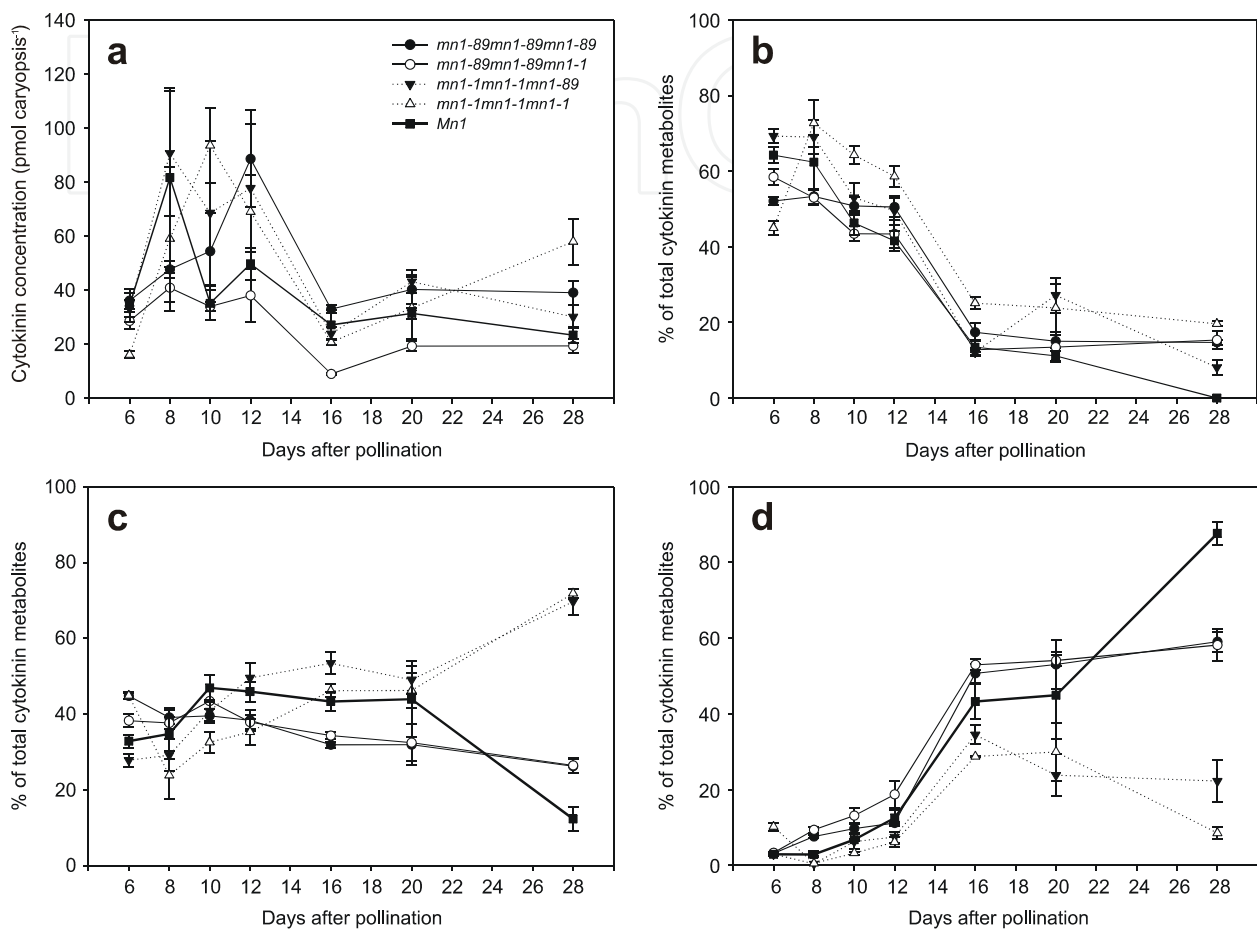 a
Cytokinin concentration (pmol caryopsis⁻¹)
140
120
100
80
60
40
20
0
mn1-89mn1-89mn1-89
mn1-89mn1-89mn1-1
mn1-1mn1-1mn1-89
mn1-1mn1-1mn1-1
Mn1
6 8 10 12 14 16 18 20 22 24 26 28
Days after pollination
b
% of total cytokinin metabolites
100
80
60
40
20
0
6 8 10 12 14 16 18 20 22 24 26 28
Days after pollination
c
% of total cytokinin metabolites
100
80
60
40
20
0
6 8 10 12 14 16 18 20 22 24 26 28
Days after pollination
d
% of total cytokinin metabolites
100
80
60
40
20
0
6 8 10 12 14 16 18 20 22 24 26 28
Days after pollination